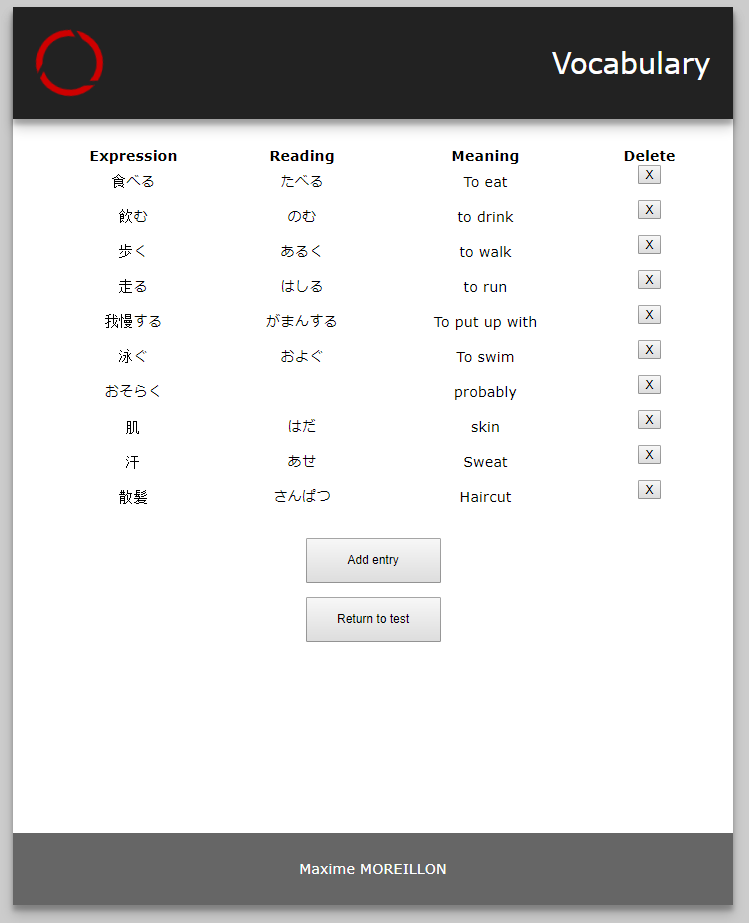 Vocabulary
Expression Reading Meaning Delete
食べる たべる To eat X
飲む のむ to drink X
歩く あるく to walk X
走る はしる to run X
我慢する がまんする To put up with X
泳ぐ およぐ To swim X
おそらく probably X
肌 はだ skin X
汗 あせ Sweat X
散髪 さんぱつ Haircut X
Add entry
Return to test
Maxime MOREILLON